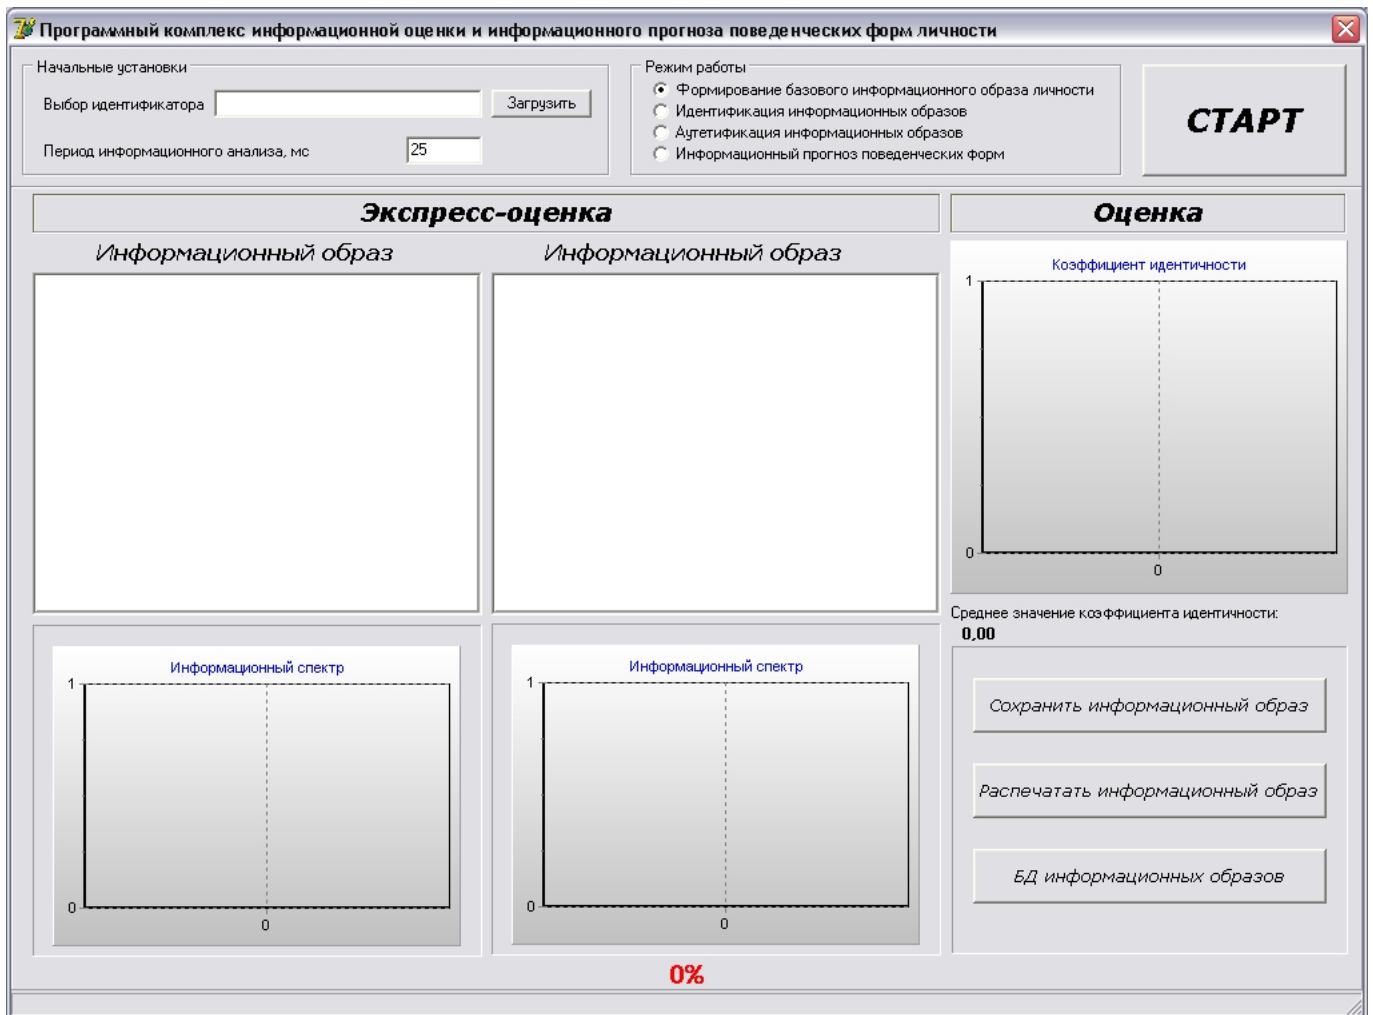 Программный комплекс информационной оценки и информационного прогноза поведенческих форм личности
Начальные установки
Выбор идентификатора
Загрузить
Период информационного анализа, мс
25
Режим работы
Формирование базового информационного образа личности
Идентификация информационных образов
Аутетификация информационных образов
Информационный прогноз поведенческих форм
СТАРТ
Экспресс-оценка
Оценка
Информационный образ
Информационный образ
Коэффициент идентичности
1
0
0
Среднее значение коэффициента идентичности:
0,00
Информационный спектр
1
0
0
Информационный спектр
1
0
0
Сохранить информационный образ
Распечатать информационный образ
БД информационных образов
0%